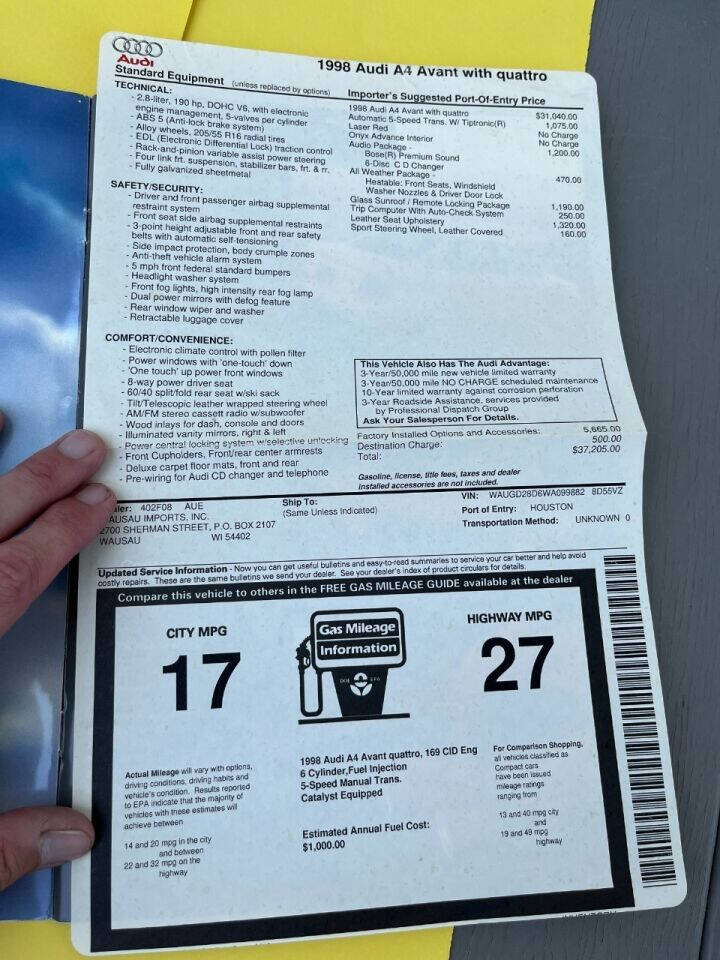 Audi
1998 Audi A4 Avant with quattro
Standard Equipment (unless replaced by options)
TECHNICAL:
- 2.8-liter, 190 hp, DOHC V6, with electronic
engine management, 5-valves per cylinder
- ABS 5 (Anti-lock brake system)
- Alloy wheels, 205/55 R16 radial tires
- EDL (Electronic Differential Lock) traction control
- Rack-and-pinion variable assist power steering
- Four link frt. suspension, stabilizer bars, frt. & rr.
- Fully galvanized sheetmetal
SAFETY/SECURITY:
- Driver and front passenger airbag supplemental
restraint system
- Front seat side airbag supplemental restraints
- 3-point height adjustable front and rear safety
belts with automatic self-tensioning
- Side impact protection, body crumple zones
- Anti-theft vehicle alarm system
- 5 mph front federal standard bumpers
- Headlight washer system
- Front fog lights, high intensity rear fog lamp
- Dual power mirrors with defog feature
- Rear window wiper and washer
- Retractable luggage cover
COMFORT/CONVENIENCE:
- Electronic climate control with pollen filter
- Power windows with 'one-touch' down
- 'One touch' up power front windows
- 8-way power driver seat
- 60/40 split/fold rear seat w/ski sack
- Tilt/Telescopic leather wrapped steering wheel
- AM/FM stereo cassett radio w/subwoofer
- Wood inlays for dash, console and doors
- Illuminated vanity mirrors, right & left
- Power central locking system w/selective unlocking
- Front Cupholders, Front/rear center armrests
- Deluxe carpet floor mats, front and rear
- Pre-wiring for Audi CD changer and telephone
Importer's Suggested Port-Of-Entry Price
1998 Audi A4 Avant with quattro $31,040.00
Automatic 5-Speed Trans. W/ Tiptronic(R) 1,075.00
Laser Red No Charge
Onyx Advance Interior No Charge
Audio Package - 1,200.00
Bose(R) Premium Sound
6-Disc C D Changer
All Weather Package - 470.00
Heatable: Front Seats, Windshield
Washer Nozzles & Driver Door Lock
Glass Sunroof / Remote Locking Package 1,190.00
Trip Computer With Auto-Check System 250.00
Leather Seat Upholstery 1,320.00
Sport Steering Wheel, Leather Covered 160.00
This Vehicle Also Has The Audi Advantage:
3-Year/50,000 mile new vehicle limited warranty
3-Year/50,000 mile NO CHARGE scheduled maintenance
10-Year limited warranty against corrosion perforation
3-Year Roadside Assistance, services provided
by Professional Dispatch Group
Ask Your Salesperson For Details.
Factory Installed Options and Accessories: 5,665.00
Destination Charge: 500.00
Total: $37,205.00
Gasoline, license, title fees, taxes and dealer
installed accessories are not included.
ler: 402F08 AUE
AUSAU IMPORTS, INC.
2700 SHERMAN STREET, P.O. BOX 2107
WAUSAU WI 54402
Ship To:
(Same Unless Indicated)
VIN: WAUGD28D6WA099882 8D55VZ
Port of Entry: HOUSTON
Transportation Method: UNKNOWN 0
Updated Service Information - Now you can get useful bulletins and easy-to-read summaries to service your car better and help avoid
costly repairs. These are the same bulletins we send your dealer. See your dealer's index of product circulars for details.
Compare this vehicle to others in the FREE GAS MILEAGE GUIDE available at the dealer
CITY MPG
17
Gas Mileage
Information
DOE EPA
HIGHWAY MPG
27
Actual Mileage will vary with options,
driving conditions, driving habits and
vehicle's condition. Results reported
to EPA indicate that the majority of
vehicles with these estimates will
achieve between
14 and 20 mpg in the city
and between
22 and 32 mpg on the
highway
1998 Audi A4 Avant quattro, 169 CID Eng
6 Cylinder,Fuel Injection
5-Speed Manual Trans.
Catalyst Equipped
Estimated Annual Fuel Cost:
$1,000.00
For Comparison Shopping,
all vehicles classified as
Compact cars
have been issued
mileage ratings
ranging from
13 and 40 mpg city
and
19 and 49 mpg
highway